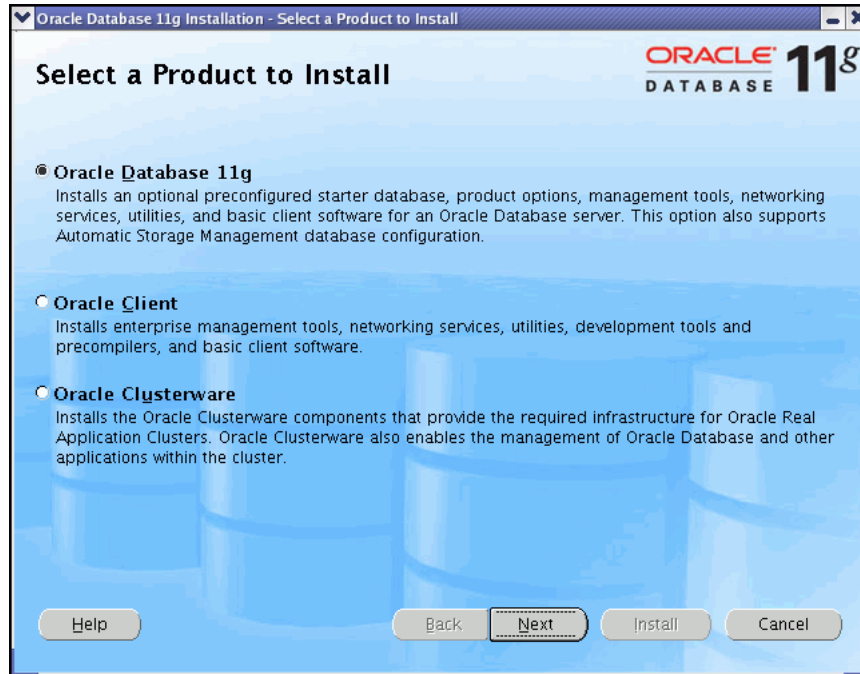 Oracle Database 11g Installation - Select a Product to Install
Select a Product to Install
ORACLE
DATABASE
11g
Oracle Database 11g
Installs an optional preconfigured starter database, product options, management tools, networking
services, utilities, and basic client software for an Oracle Database server. This option also supports
Automatic Storage Management database configuration.
Oracle Client
Installs enterprise management tools, networking services, utilities, development tools and
precompilers, and basic client software.
Oracle Clusterware
Installs the Oracle Clusterware components that provide the required infrastructure for Oracle Real
Application Clusters. Oracle Clusterware also enables the management of Oracle Database and other
applications within the cluster.
Help Back Next Install Cancel